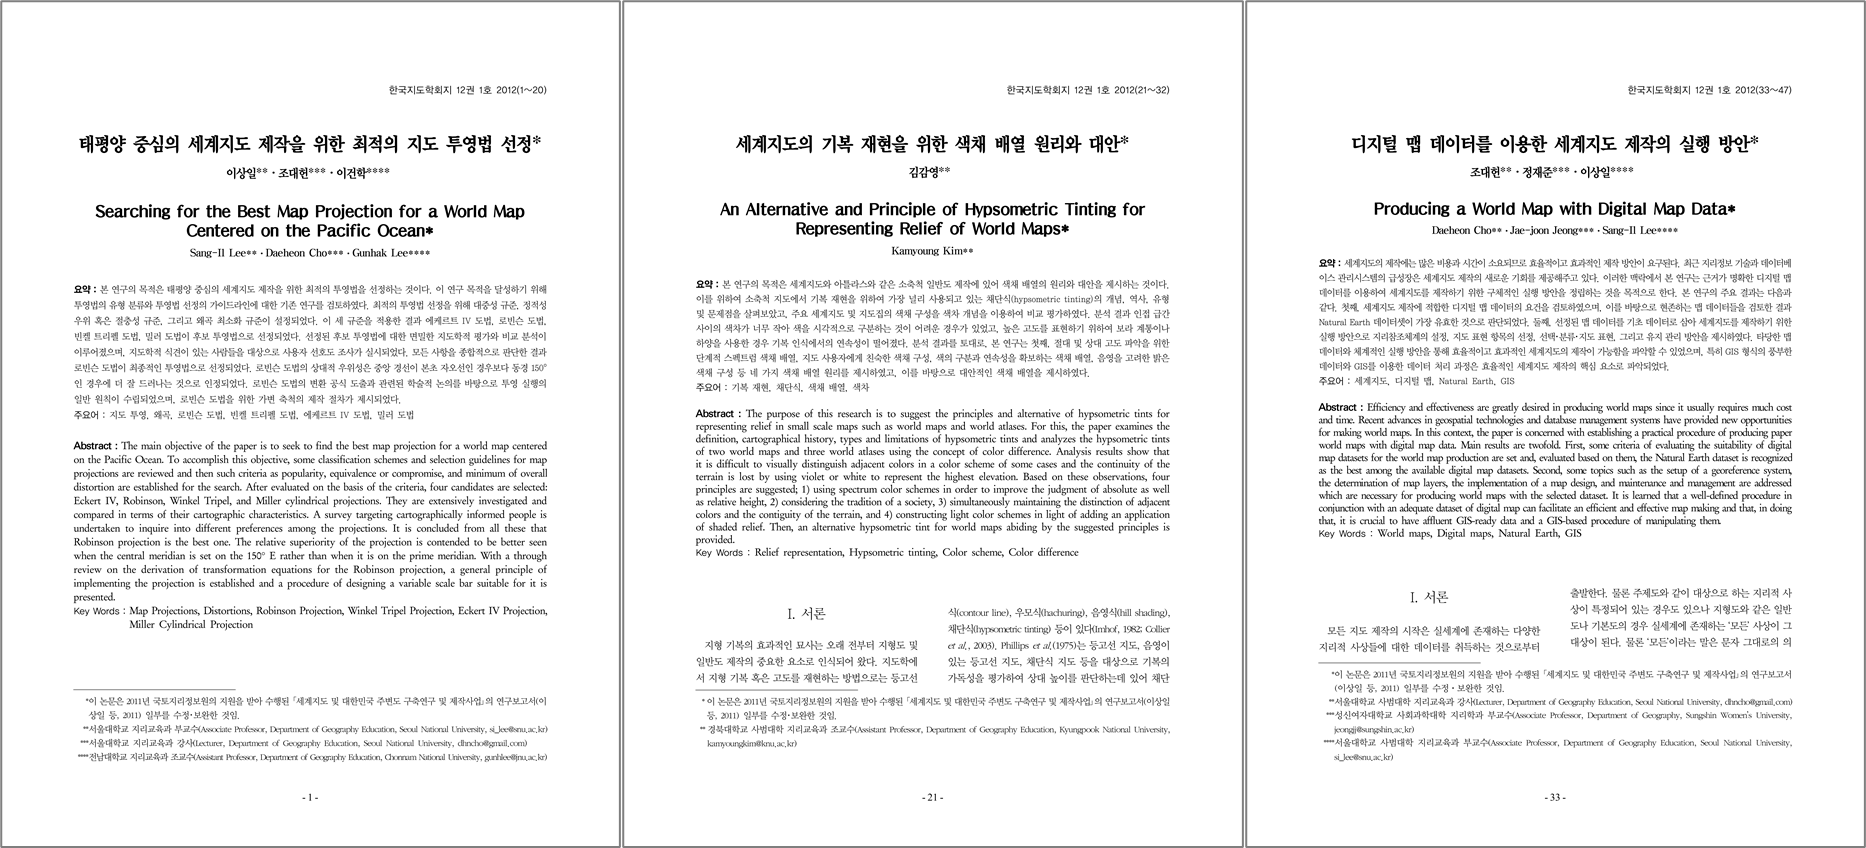 한국지도학회지 12권 1호 2012(1~20)
태평양 중심의 세계지도 제작을 위한 최적의 지도 투영법 선정*
이상일** · 조대헌*** · 이건학****
Searching for the Best Map Projection for a World Map
Centered on the Pacific Ocean*
Sang-Il Lee** · Daeheon Cho*** · Gunhak Lee****
요약 : 본 연구의 목적은 태평양 중심의 세계지도 제작을 위한 최적의 투영법을 선정하는 것이다. 이 연구 목적을 달성하기 위해
투영법의 유형 분류와 투영법 선정의 가이드라인에 대한 기존 연구를 검토하였다. 최적의 투영법 선정을 위해 대중성 규준, 정적성
우위 혹은 절충성 규준, 그리고 왜곡 최소화 규준이 설정되었다. 이 세 규준을 적용한 결과 에케르트 IV 도법, 로빈슨 도법,
빈켈 트리펠 도법, 밀러 도법이 후보 투영법으로 선정되었다. 선정된 후보 투영법에 대한 면밀한 지도학적 평가와 비교 분석이
이루어졌으며, 지도학적 식견이 있는 사람들을 대상으로 사용자 선호도 조사가 실시되었다. 모든 사항을 종합적으로 판단한 결과
로빈슨 도법이 최종적인 투영법으로 선정되었다. 로빈슨 도법의 상대적 우위성은 중앙 경선이 본초 자오선인 경우보다 동경 150°
인 경우에 더 잘 드러나는 것으로 인정되었다. 로빈슨 도법의 변환 공식 도출과 관련된 학술적 논의를 바탕으로 투영 실행의
일반 원칙이 수립되었으며, 로빈슨 도법을 위한 가변 축척의 제작 절차가 제시되었다.
주요어 : 지도 투영, 왜곡, 로빈슨 도법, 빈켈 트리펠 도법, 에케르트 IV 도법, 밀러 도법
Abstract : The main objective of the paper is to seek to find the best map projection for a world map centered
on the Pacific Ocean. To accomplish this objective, some classification schemes and selection guidelines for map
projections are reviewed and then such criteria as popularity, equivalence or compromise, and minimum of overall
distortion are established for the search. After evaluated on the basis of the criteria, four candidates are selected:
Eckert IV, Robinson, Winkel Tripel, and Miller cylindrical projections. They are extensively investigated and
compared in terms of their cartographic characteristics. A survey targeting cartographically informed people is
undertaken to inquire into different preferences among the projections. It is concluded from all these that
Robinson projection is the best one. The relative superiority of the projection is contended to be better seen
when the central meridian is set on the 150° E rather than when it is on the prime meridian. With a through
review on the derivation of transformation equations for the Robinson projection, a general principle of
implementing the projection is established and a procedure of designing a variable scale bar suitable for it is
presented.
Key Words : Map Projections, Distortions, Robinson Projection, Winkel Tripel Projection, Eckert IV Projection,
Miller Cylindrical Projection
*이 논문은 2011년 국토지리정보원의 지원을 받아 수행된 「세계지도 및 대한민국 주변도 구축연구 및 제작사업」의 연구보고서(이
상일 등, 2011) 일부를 수정·보완한 것임.
**서울대학교 지리교육과 부교수(Associate Professor, Department of Geography Education, Seoul National University, si_lee@snu,ac,kr)
***서울대학교 지리교육과 강사(Lecturer, Department of Geography Education, Seoul National University, dhncho@gmail,com)
****전남대학교 지리교육과 조교수(Assistant Professor, Department of Geography Education, Chonnam National University, gunhlee@jnu,ac,kr)
- 1 -
한국지도학회지 12권 1호 2012(21~32)
세계지도의 기복 재현을 위한 색채 배열 원리와 대안*
김감영**
An Alternative and Principle of Hypsometric Tinting for
Representing Relief of World Maps*
Kamyoung Kim**
요약 : 본 연구의 목적은 세계지도와 아틀라스와 같은 소축척 일반도 제작에 있어 색채 배열의 원리와 대안을 제시하는 것이다.
이를 위하여 소축척 지도에서 기복 재현을 위하여 가장 널리 사용되고 있는 채단식(hypsometric tinting)의 개념, 역사, 유형
및 문제점을 살펴보았고, 주요 세계지도 및 지도집의 색채 구성을 색차 개념을 이용하여 비교 평가하였다. 분석 결과 인접 급간
사이의 색차가 너무 작아 색을 시각적으로 구분하는 것이 어려운 경우가 있었고, 높은 고도를 표현하기 위하여 보라 계통이나
하양을 사용한 경우 기복 인식에서의 연속성이 떨어졌다. 분석 결과를 토대로, 본 연구는 첫째, 절대 및 상대 고도 파악을 위한
단계적 스펙트럼 색채 배열, 지도 사용자에게 친숙한 색채 구성, 색의 구분과 연속성을 확보하는 색채 배열, 음영을 고려한 밝은
색채 구성 등 네 가지 색채 배열 원리를 제시하였고, 이를 바탕으로 대안적인 색채 배열을 제시하였다.
주요어 : 기복 재현, 채단식, 색채 배열, 색차
Abstract : The purpose of this research is to suggest the principles and alternative of hypsometric tints for
representing relief in small scale maps such as world maps and world atlases. For this, the paper examines the
definition, cartographical history, types and limitations of hypsometric tints and analyzes the hypsometric tints
of two world maps and three world atlases using the concept of color difference. Analysis results show that
it is difficult to visually distinguish adjacent colors in a color scheme of some cases and the continuity of the
terrain is lost by using violet or white to represent the highest elevation. Based on these observations, four
principles are suggested; 1) using spectrum color schemes in order to improve the judgment of absolute as well
as relative height, 2) considering the tradition of a society, 3) simultaneously maintaining the distinction of adjacent
colors and the contiguity of the terrain, and 4) constructing light color schemes in light of adding an application
of shaded relief. Then, an alternative hypsometric tint for world maps abiding by the suggested principles is
provided.
Key Words : Relief representation, Hypsometric tinting, Color scheme, Color difference
I. 서론
지형 기복의 효과적인 묘사는 오래 전부터 지형도 및
일반도 제작의 중요한 요소로 인식되어 왔다. 지도학에
서 지형 기복 혹은 고도를 재현하는 방법으로는 등고선
식(contour line), 우모식(hachuring), 음영식(hill shading),
채단식(hypsometric tinting) 등이 있다(Imhof, 1982; Collier
et al., 2003). Phillips et al.(1975)는 등고선 지도, 음영이
있는 등고선 지도, 채단식 지도 등을 대상으로 기복의
가독성을 평가하여 상대 높이를 판단하는데 있어 채단
* 이 논문은 2011년 국토지리정보원의 지원을 받아 수행된 「세계지도 및 대한민국 주변도 구축연구 및 제작사업」의 연구보고서(이상일
등, 2011) 일부를 수정·보완한 것임.
** 경북대학교 사범대학 지리교육과 조교수(Assistant Professor, Department of Geography Education, Kyungpook National University,
kamyoungkim@knu,ac,kr)
- 21 -
한국지도학회지 12권 1호 2012(33~47)
디지털 맵 데이터를 이용한 세계지도 제작의 실행 방안*
조대헌** · 정재준*** · 이상일****
Producing a World Map with Digital Map Data*
Daeheon Cho** · Jae-joon Jeong*** · Sang-Il Lee****
요약 : 세계지도의 제작에는 많은 비용과 시간이 소요되므로 효율적이고 효과적인 제작 방안이 요구된다. 최근 지리정보 기술과 데이터베
이스 관리시스템의 급성장은 세계지도 제작의 새로운 기회를 제공해주고 있다. 이러한 맥락에서 본 연구는 근거가 명확한 디지털 맵
데이터를 이용하여 세계지도를 제작하기 위한 구체적인 실행 방안을 정립하는 것을 목적으로 한다. 본 연구의 주요 결과는 다음과
같다. 첫째, 세계지도 제작에 적합한 디지털 맵 데이터의 요건을 검토하였으며, 이를 바탕으로 현존하는 맵 데이터들을 검토한 결과
Natural Earth 데이터셋이 가장 유효한 것으로 판단되었다. 둘째, 선정된 맵 데이터를 기초 데이터로 삼아 세계지도를 제작하기 위한
실행 방안으로 지리참조체계의 설정, 지도 표현 항목의 선정, 선택·분류·지도 표현, 그리고 유지 관리 방안을 제시하였다. 타당한 맵
데이터와 체계적인 실행 방안을 통해 효율적이고 효과적인 세계지도의 제작이 가능함을 파악할 수 있었으며, 특히 GIS 형식의 풍부한
데이터와 GIS를 이용한 데이터 처리 과정은 효율적인 세계지도 제작의 핵심 요소로 파악되었다.
주요어 : 세계지도, 디지털 맵, Natural Earth, GIS
Abstract : Efficiency and effectiveness are greatly desired in producing world maps since it usually requires much cost
and time. Recent advances in geospatial technologies and database management systems have provided new opportunities
for making world maps. In this context, the paper is concerned with establishing a practical procedure of producing paper
world maps with digital map data. Main results are twofold. First, some criteria of evaluating the suitability of digital
map datasets for the world map production are set and, evaluated based on them, the Natural Earth dataset is recognized
as the best among the available digital map datasets. Second, some topics such as the setup of a georeference system,
the determination of map layers, the implementation of a map design, and maintenance and management are addressed
which are necessary for producing world maps with the selected dataset. It is learned that a well-defined procedure in
conjunction with an adequate dataset of digital map can facilitate an efficient and effective map making and that, in doing
that, it is crucial to have affluent GIS-ready data and a GIS-based procedure of manipulating them.
Key Words : World maps, Digital maps, Natural Earth, GIS
I. 서론
모든 지도 제작의 시작은 실세계에 존재하는 다양한
지리적 사상들에 대한 데이터를 취득하는 것으로부터
출발한다. 물론 주제도와 같이 대상으로 하는 지리적 사
상이 특정되어 있는 경우도 있으나 지형도와 같은 일반
도나 기본도의 경우 실세계에 존재하는 '모든' 사상이 그
대상이 된다. 물론 '모든'이라는 말은 문자 그대로의 의
*이 논문은 2011년 국토지리정보원의 지원을 받아 수행된 「세계지도 및 대한민국 주변도 구축연구 및 제작사업」의 연구보고서
(이상일 등, 2011) 일부를 수정·보완한 것임.
**서울대학교 사범대학 지리교육과 강사(Lecturer, Department of Geography Education, Seoul National University, dhncho@gmail,com)
***성신여자대학교 사회과학대학 지리학과 부교수(Associate Professor, Department of Geography, Sungshin Women's University,
jeongjj@sungshin,ac,kr)
****서울대학교 사범대학 지리교육과 부교수(Associate Professor, Department of Geography Education, Seoul National University,
si_lee@snu,ac,kr)
- 33 -